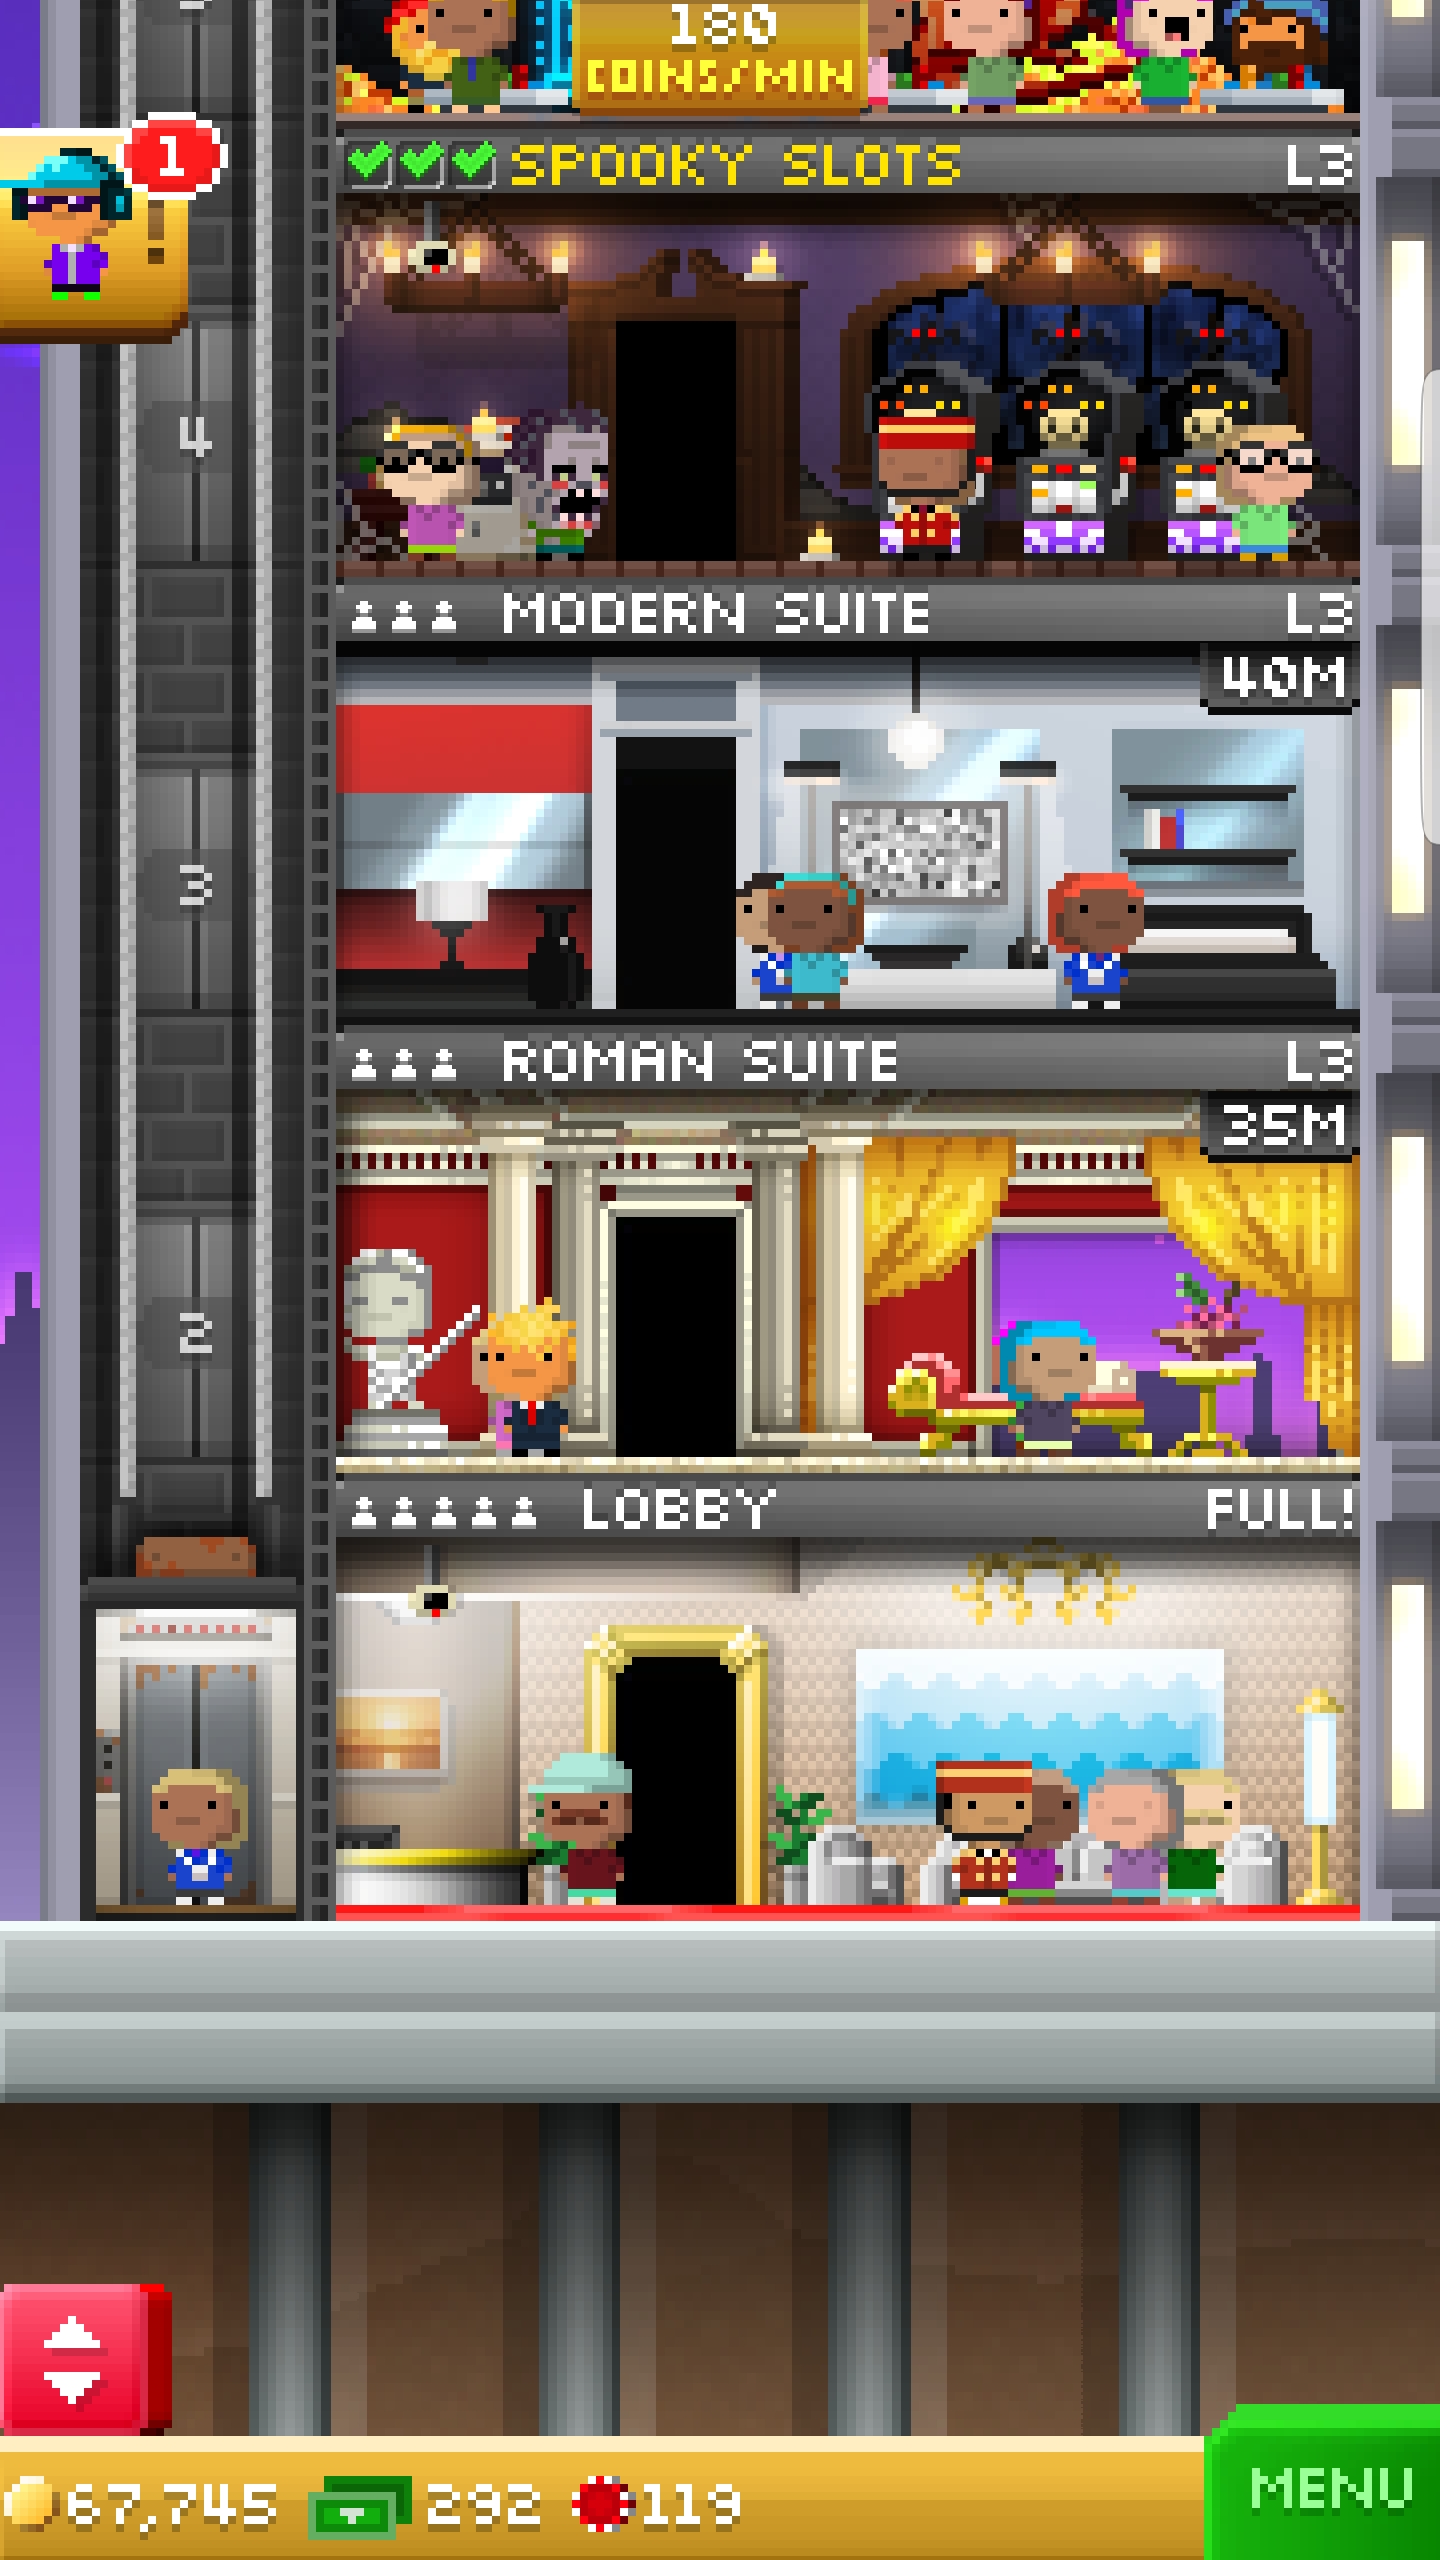 180
COINS/MIN
1
SPOOKY SLOTS L3
4
MODERN SUITE L3
40M
3
ROMAN SUITE L3
35M
2
LOBBY FULL!
67,745 292 119
MENU